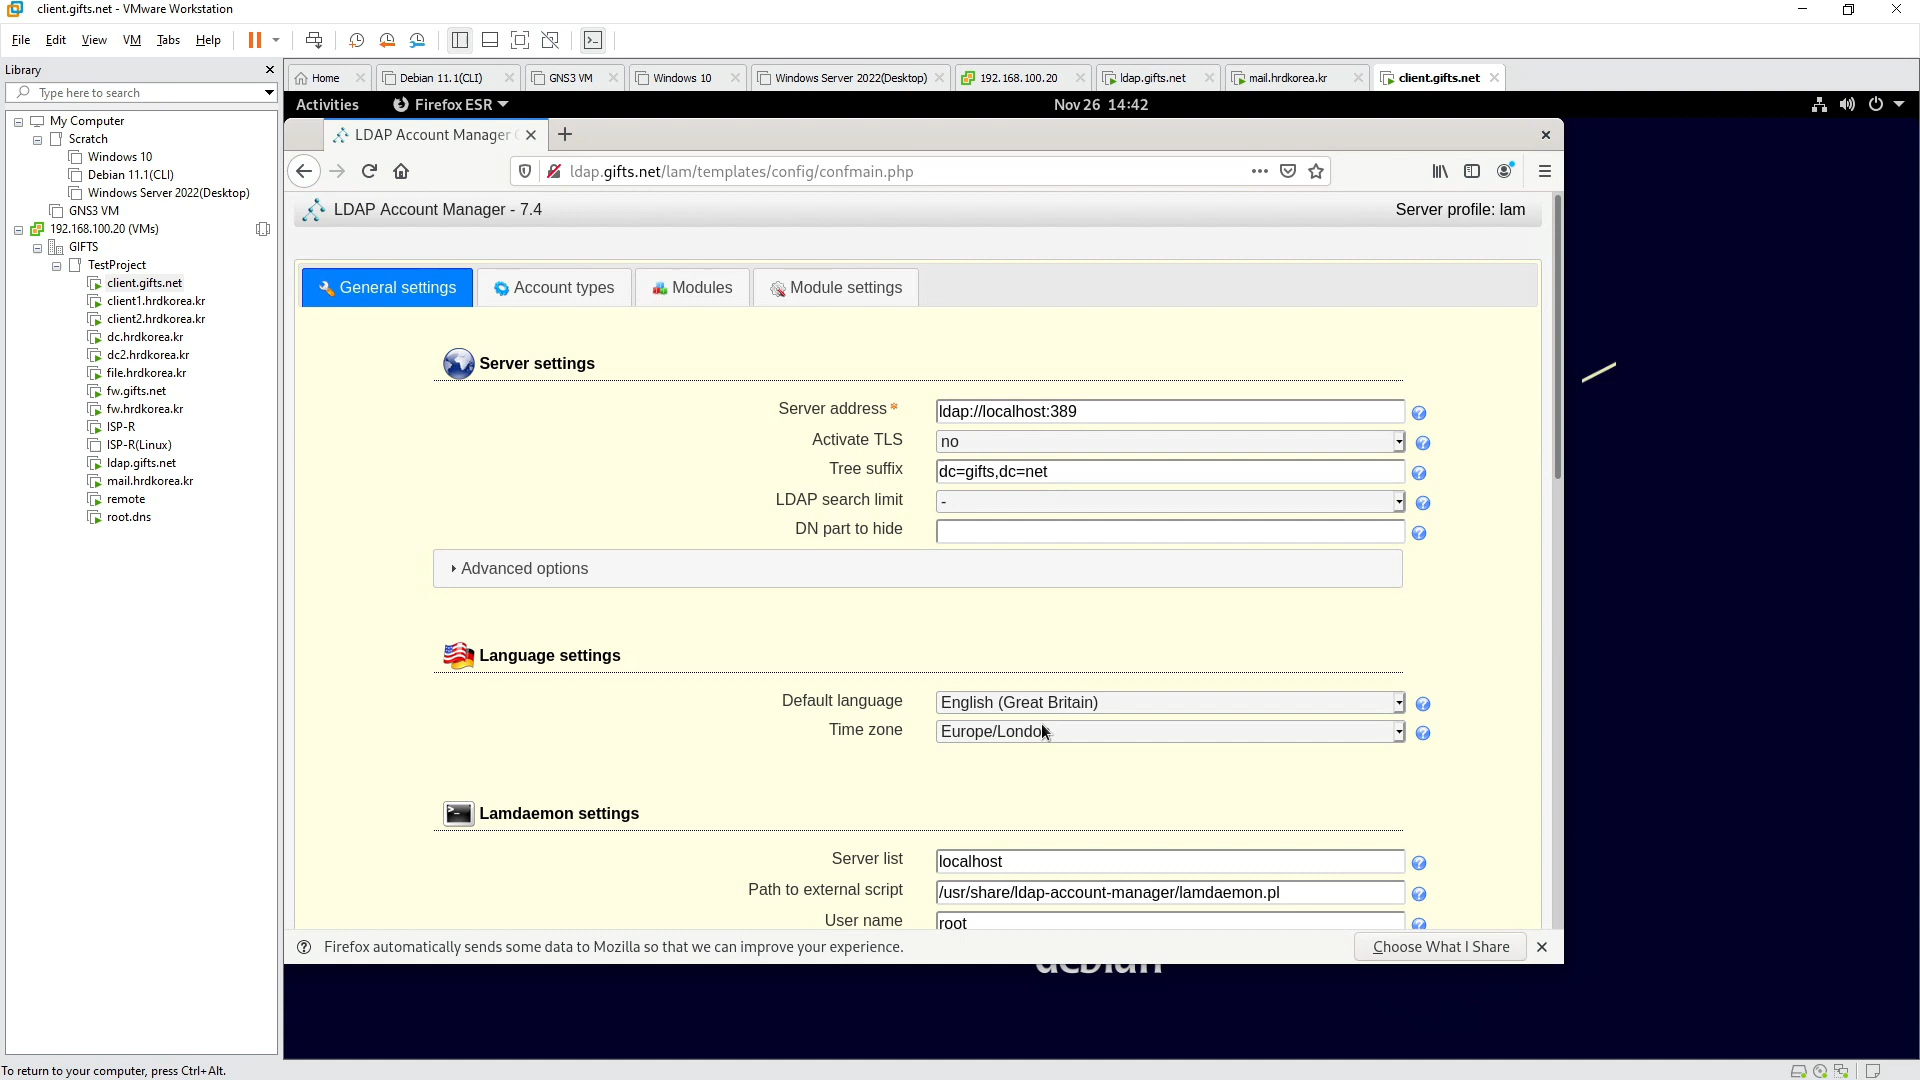 client.gifts.net - VMware Workstation
File Edit View VM Tabs Help
Library
Type here to search
My Computer
Scratch
Windows 10
Debian 11.1(CLI)
Windows Server 2022(Desktop)
GNS3 VM
192.168.100.20 (VMs)
GIFTS
TestProject
client.gifts.net
client1.hrdkorea.kr
client2.hrdkorea.kr
dc.hrdkorea.kr
dc2.hrdkorea.kr
file.hrdkorea.kr
fw.gifts.net
fw.hrdkorea.kr
ISP-R
ISP-R(Linux)
ldap.gifts.net
mail.hrdkorea.kr
remote
root.dns
Home Debian 11.1(CLI) GNS3 VM Windows 10 Windows Server 2022(Desktop) 192.168.100.20 ldap.gifts.net mail.hrdkorea.kr client.gifts.net
Activities Firefox ESR Nov 26 14:42
LDAP Account Manager
ldap.gifts.net/lam/templates/config/confmain.php
LDAP Account Manager - 7.4 Server profile: lam
General settings Account types Modules Module settings
Server settings
Server address* ldap://localhost:389
Activate TLS no
Tree suffix dc=gifts,dc=net
LDAP search limit -
DN part to hide
Advanced options
Language settings
Default language English (Great Britain)
Time zone Europe/London
Lamdaemon settings
Server list localhost
Path to external script /usr/share/ldap-account-manager/lamdaemon.pl
User name root
Firefox automatically sends some data to Mozilla so that we can improve your experience. Choose What I Share
debian
To return to your computer, press Ctrl+Alt.